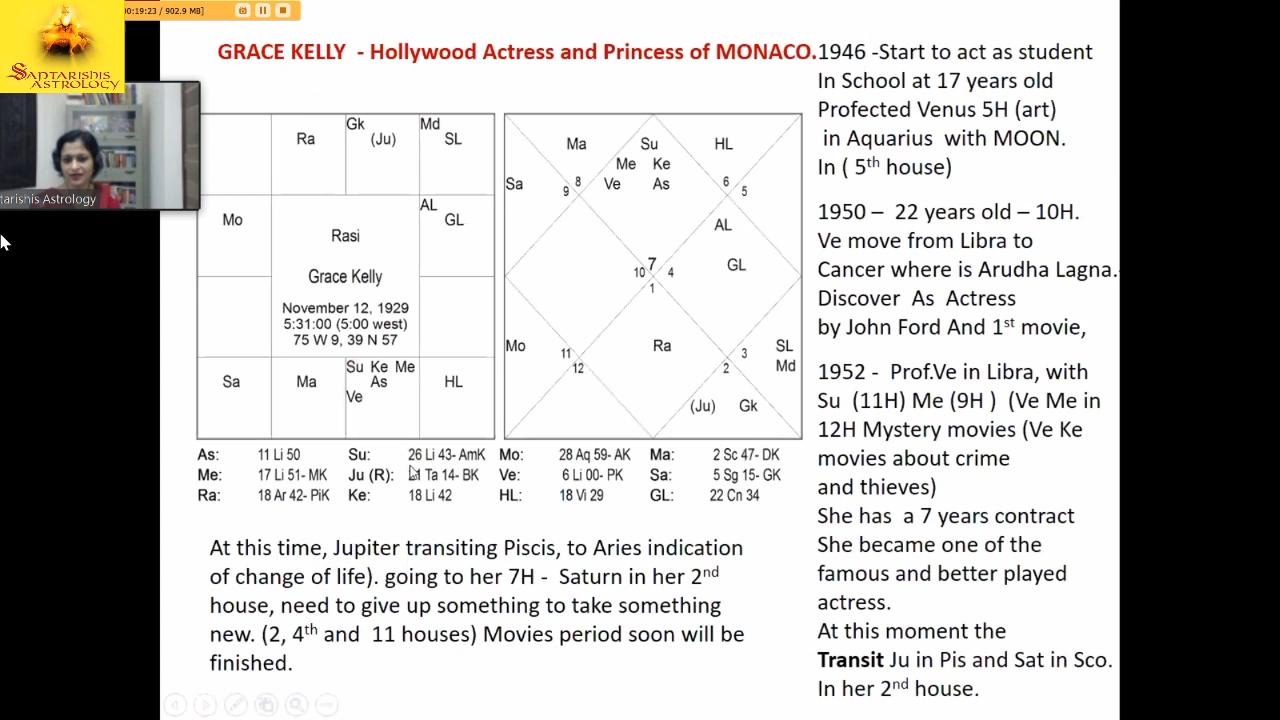 00:19:23 / 902.9 MB]
SAPTARISHIS
ASTROLOGY
tarishis Astrology
GRACE KELLY - Hollywood Actress and Princess of MONACO.
Ra
Gk
(Ju)
Md
SL
Mo
Rasi
AL
GL
Grace Kelly
November 12, 1929
5:31:00 (5:00 west)
75 W 9, 39 N 57
Sa
Ma
Su Ke Me
As
Ve
HL
Ma
Su
HL
Me Ke
Sa
9 8
Ve As
6 5
AL
10 7 4
GL
1
Mo
11
12
Ra
3
2
SL
Md
(Ju) Gk
As: 11 Li 50 Su: 26 Li 43- AmK Mo: 28 Aq 59- AK Ma: 2 Sc 47- DK
Me: 17 Li 51- MK Ju (R): 1 Ta 14- BK Ve: 6 Li 00- PK Sa: 5 Sg 15- GK
Ra: 18 Ar 42- PiK Ke: 18 Li 42 HL: 18 Vi 29 GL: 22 Cn 34
At this time, Jupiter transiting Piscis, to Aries indication
of change of life). going to her 7H - Saturn in her 2nd
house, need to give up something to take something
new. (2, 4th and 11 houses) Movies period soon will be
finished.
1946 -Start to act as student
In School at 17 years old
Profected Venus 5H (art)
in Aquarius with MOON.
In ( 5th house)
1950 – 22 years old – 10H.
Ve move from Libra to
Cancer where is Arudha Lagna.
Discover As Actress
by John Ford And 1st movie,
1952 - Prof.Ve in Libra, with
Su (11H) Me (9H ) (Ve Me in
12H Mystery movies (Ve Ke
movies about crime
and thieves)
She has a 7 years contract
She became one of the
famous and better played
actress.
At this moment the
Transit Ju in Pis and Sat in Sco.
In her 2nd house.